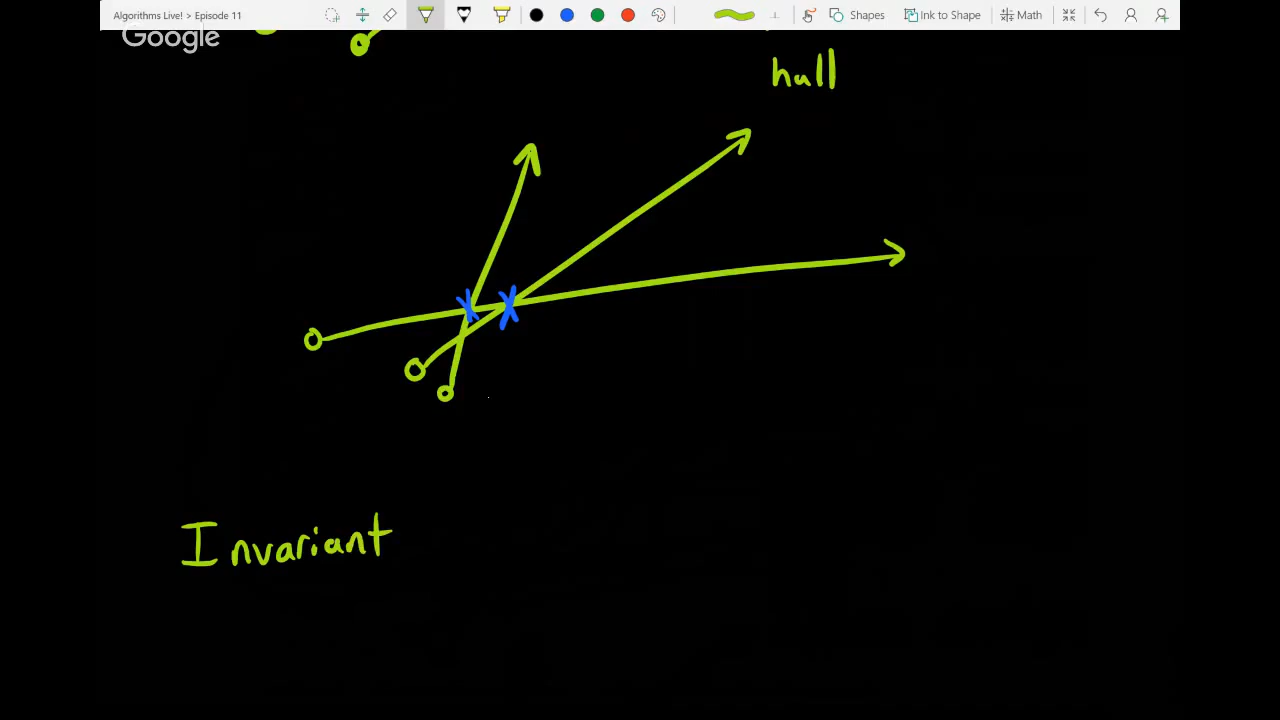 Algorithms Live! > Episode 11
Shapes
Ink to Shape
Math
Google
hull
Invariant